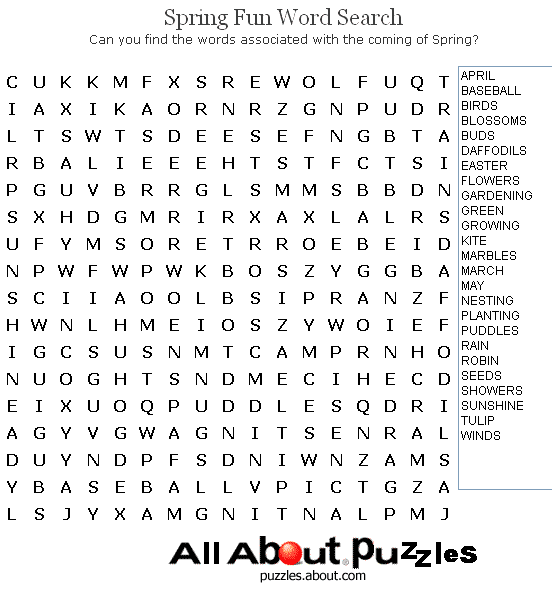 Spring Fun Word Search
Can you find the words associated with the coming of Spring?
C U K K M F X S R E W O L F U Q T
I A X I K A O R N R Z G N P U D R
L T S W T S D E E S E F N G B T A
R B A L I E E E H T S T F C T S I
P G U V B R R G L S M M S B B D N
S X H D G M R I R X A X L A L R S
U F Y M S O R E T R R O E B E I D
N P W F W P W K B O S Z Y G G B A
S C I I A O O L B S I P R A N Z F
H W N L H M E I O S Z Y W O I E F
I G C S U S N M T C A M P R N H O
N U O G H T S N D M E C I H E C D
E I X U O Q P U D D L E S Q D R I
A G Y V G W A G N I T S E N R A L
D U Y N D P F S D N I W N Z A M S
Y B A S E B A L L V P I C T G Z A
L S J Y X A M G N I T N A L P M J
APRIL
BASEBALL
BIRDS
BLOSSOMS
BUDS
DAFFODILS
EASTER
FLOWERS
GARDENING
GREEN
GROWING
KITE
MARBLES
MARCH
MAY
NESTING
PLANTING
PUDDLES
RAIN
ROBIN
SEEDS
SHOWERS
SUNSHINE
TULIP
WINDS
All About Puzzles
puzzles.about.com